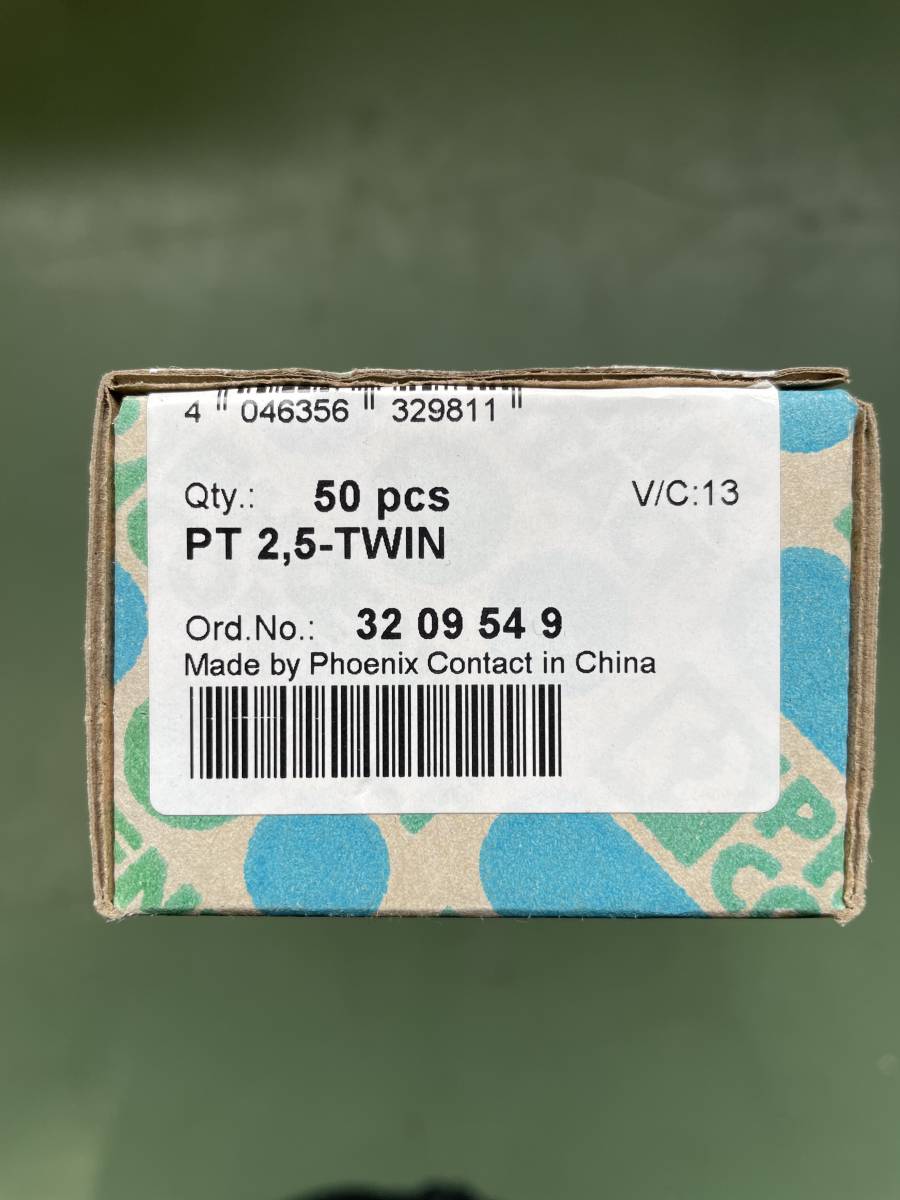 4 046356 329811
Qty.: 50 pcs V/C:13
PT 2,5-TWIN
Ord.No.: 32 09 54 9
Made by Phoenix Contact in China